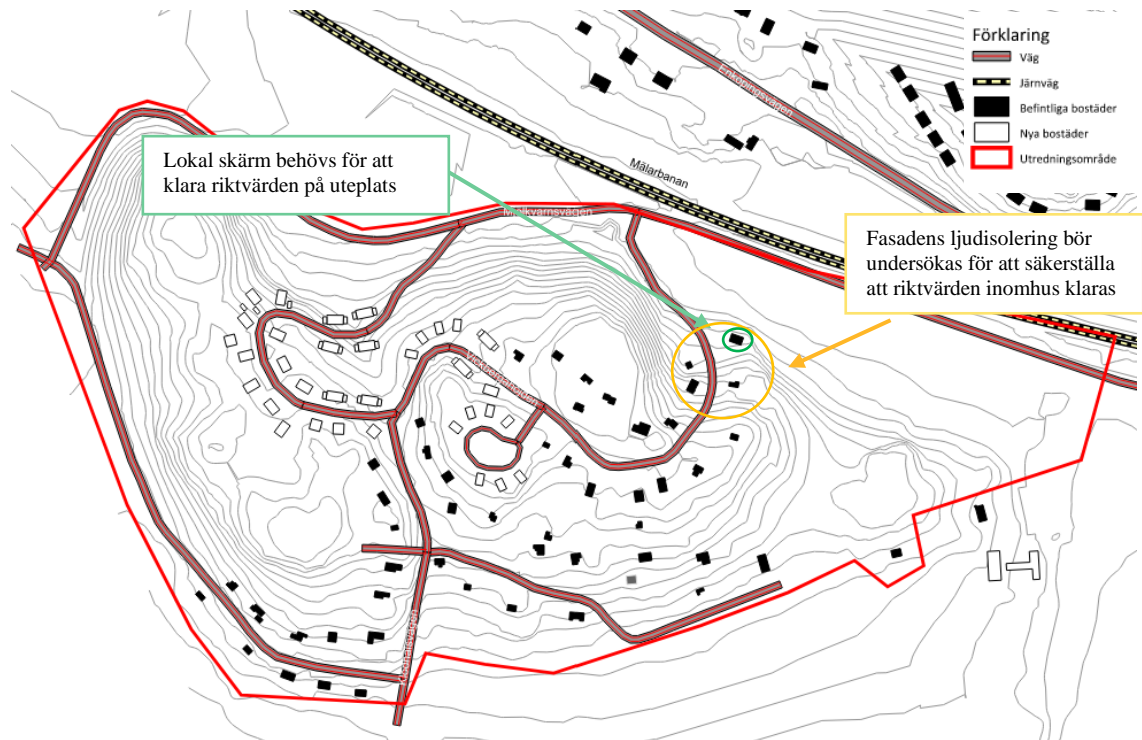 Förklaring
Väg
Järnväg
Befintliga bostäder
Nya bostäder
Utredningsområde
Enköpingsvägen
Mälarbanan
Lokal skärm behövs för att
klara riktvärden på uteplats
Fasadens ljudisolering bör
undersökas för att säkerställa
att riktvärden inomhus klaras
Vickbergahöjden